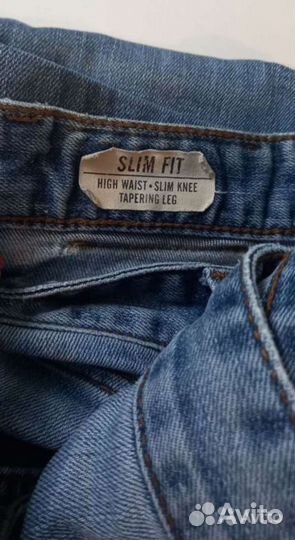 SLIM FIT
HIGH WAIST • SLIM KNEE
TAPERING LEG
Avito